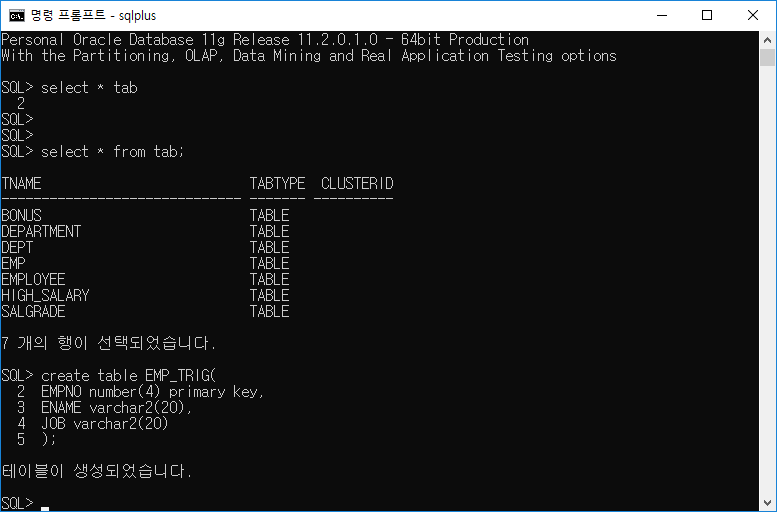 명령 프롬프트 - sqlplus
Personal Oracle Database 11g Release 11.2.0.1.0 - 64bit Production
With the Partitioning, OLAP, Data Mining and Real Application Testing options
SQL> select * tab
  2
SQL>
SQL>
SQL> select * from tab;
TNAME                          TABTYPE  CLUSTERID
------------------------------ ------- ----------
BONUS                          TABLE
DEPARTMENT                     TABLE
DEPT                           TABLE
EMP                            TABLE
EMPLOYEE                       TABLE
HIGH_SALARY                    TABLE
SALGRADE                       TABLE
7 개의 행이 선택되었습니다.
SQL> create table EMP_TRIG(
  2  EMPNO number(4) primary key,
  3  ENAME varchar2(20),
  4  JOB varchar2(20)
  5  );
테이블이 생성되었습니다.
SQL>